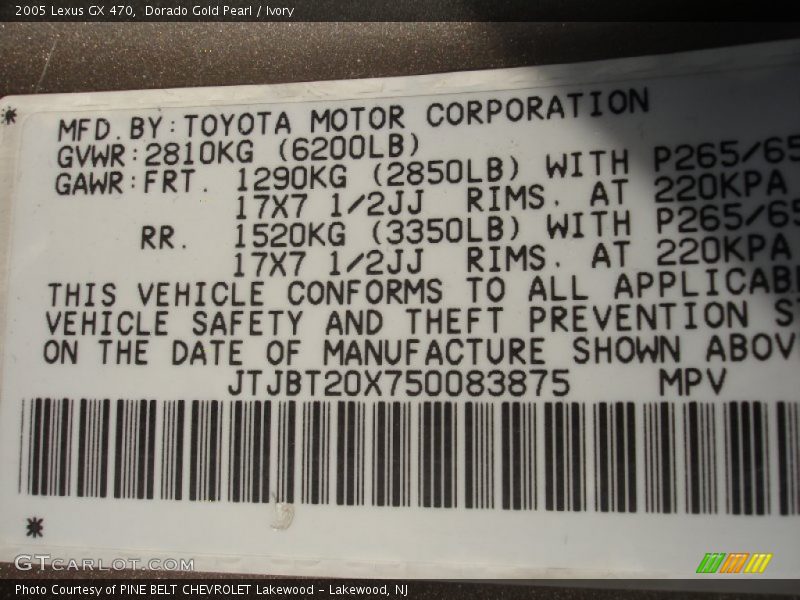 2005 Lexus GX 470, Dorado Gold Pearl / Ivory
MFD.BY:TOYOTA MOTOR CORPORATION
GVWR:2810KG (6200LB)
GAWR:FRT. 1290KG (2850LB) WITH P265/65
17X7 1/2JJ RIMS. AT 220KPA
RR. 1520KG (3350LB) WITH P265/65
17X7 1/2JJ RIMS. AT 220KPA
THIS VEHICLE CONFORMS TO ALL APPLICAB
VEHICLE SAFETY AND THEFT PREVENTION S
ON THE DATE OF MANUFACTURE SHOWN ABOV
JTJBT20X750083875 MPV
GTCARLOT.COM
Photo Courtesy of PINE BELT CHEVROLET Lakewood - Lakewood, NJ